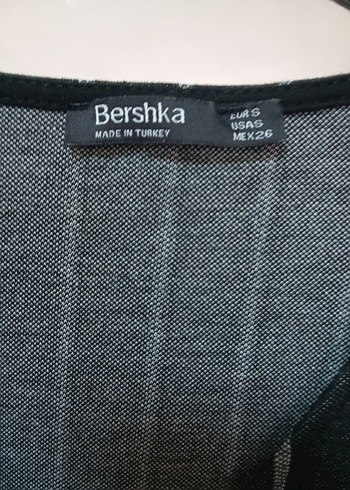 Bershka
MADE IN TURKEY
EUR S
USA S
MEX 26